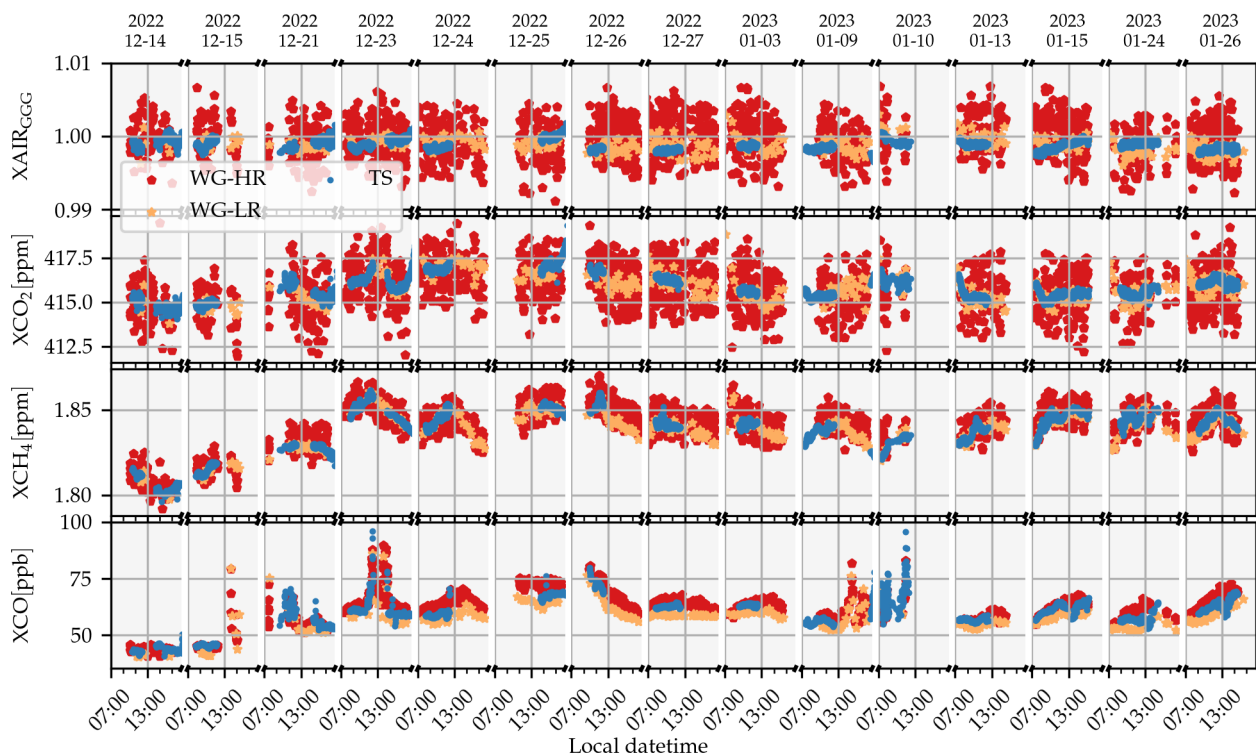 2022 2022 2022 2022 2022 2022 2022 2022 2023 2023 2023 2023 2023 2023 2023
12-14 12-15 12-21 12-23 12-24 12-25 12-26 12-27 01-03 01-09 01-10 01-13 01-15 01-24 01-26
1.01
1.00
0.99
XAIR_GGG
WG-HR TS
WG-LR
417.5
415.0
412.5
XCO₂[ppm]
1.85
1.80
XCH₄[ppm]
100
75
50
XCO[ppb]
07:00 13:00 07:00 13:00 07:00 13:00 07:00 13:00 07:00 13:00 07:00 13:00 07:00 13:00 07:00 13:00 07:00 13:00 07:00 13:00 07:00 13:00 07:00 13:00 07:00 13:00 07:00 13:00 07:00 13:00
Local datetime